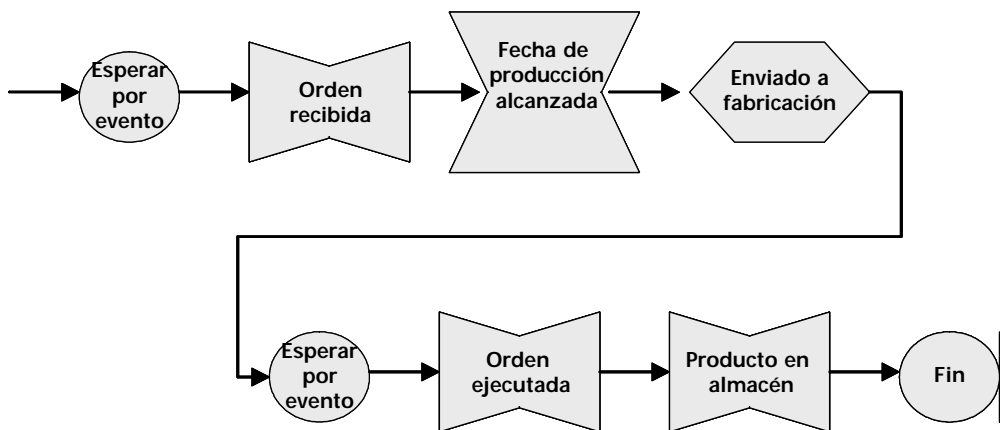 Esperar
por
evento
Orden
recibida
Fecha de
producción
alcanzada
Enviado a
fabricación
Esperar
por
evento
Orden
ejecutada
Producto en
almacén
Fin